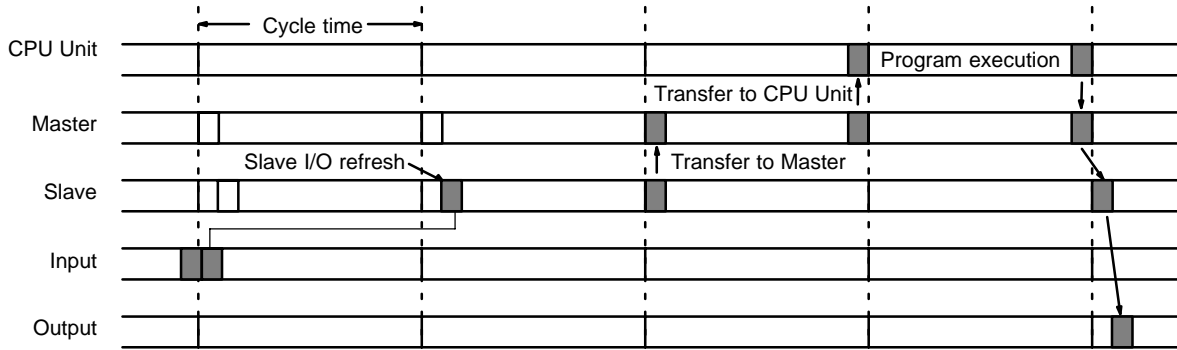 Cycle time
CPU Unit
Program execution
Transfer to CPU Unit
Master
Slave I/O refresh
Transfer to Master
Slave
Input
Output